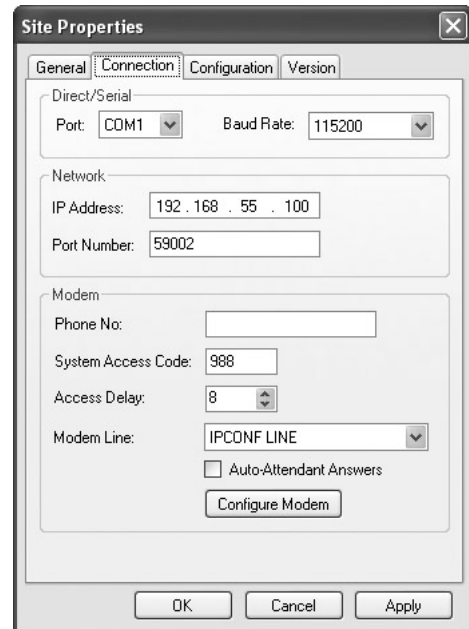 Site Properties
General Connection Configuration Version
Direct/Serial
Port: COM1 Baud Rate: 115200
Network
IP Address: 192 . 168 . 55 . 100
Port Number: 59002
Modem
Phone No:
System Access Code: 988
Access Delay: 8
Modem Line: IPCONF LINE
Auto-Attendant Answers
Configure Modem
OK Cancel Apply